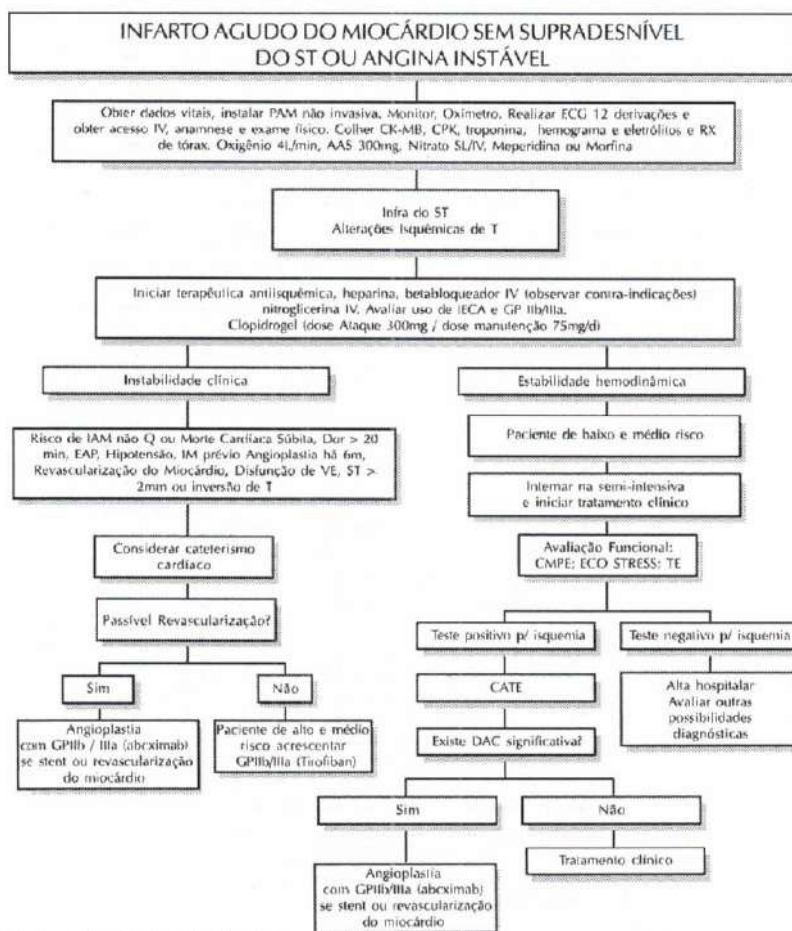 INFARTO AGUDO DO MIOCÁRDIO SEM SUPRADESNÍVEL
DO ST OU ANGINA INSTÁVEL
Obter dados vitais, instalar PAM não invasiva, Monitor, Oxímetro. Realizar ECG 12 derivações e
obter acesso IV, anamnese e exame físico. Colher CK-MB, CPK, troponina, hemograma e eletrólitos e RX
de tórax. Oxigênio 4L/min, AAS 300mg, Nitrato SL/IV, Meperidina ou Morfina
Infra do ST
Alterações Isquêmicas de T
Iniciar terapêutica antiisquêmica, heparina, betabloqueador IV (observar contra-indicações)
nitroglicerina IV. Avaliar uso de IECA e GP IIb/IIIa.
Clopidrogel (dose Ataque 300mg / dose manutenção 75mg/d)
Instabilidade clínica
Risco de IAM não Q ou Morte Cardíaca Súbita, Dor > 20
min, EAP, Hipotensão, IM prévio Angioplastia há 6m,
Revascularização do Miocárdio, Disfunção de VE, ST >
2mm ou inversão de T
Considerar cateterismo
cardíaco
Passível Revascularização?
Sim
Angioplastia
com GPIIb / IIIa (abcximab)
se stent ou revascularização
do miocárdio
Não
Paciente de alto e médio
risco acrescentar
GPIIb/IIIa (Tirofiban)
Estabilidade hemodinâmica
Paciente de baixo e médio risco
Internar na semi-intensiva
e iniciar tratamento clínico
Avaliação Funcional:
CMPE; ECO STRESS; TE
Teste positivo p/ isquemia
CATE
Existe DAC significativa?
Sim
Angioplastia
com GPIIb/IIIa (abcximab)
se stent ou revascularização
do miocárdio
Não
Tratamento clínico
Teste negativo p/ isquemia
Alta hospitalar
Avaliar outras
possibilidades
diagnósticas